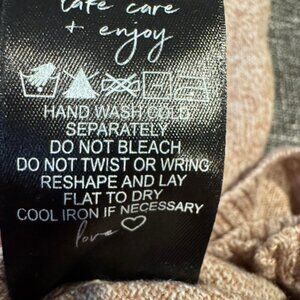 take care
+ enjoy
HAND WASH COLD
SEPARATELY
DO NOT BLEACH
DO NOT TWIST OR WRING
RESHAPE AND LAY
FLAT TO DRY
COOL IRON IF NECESSARY
love